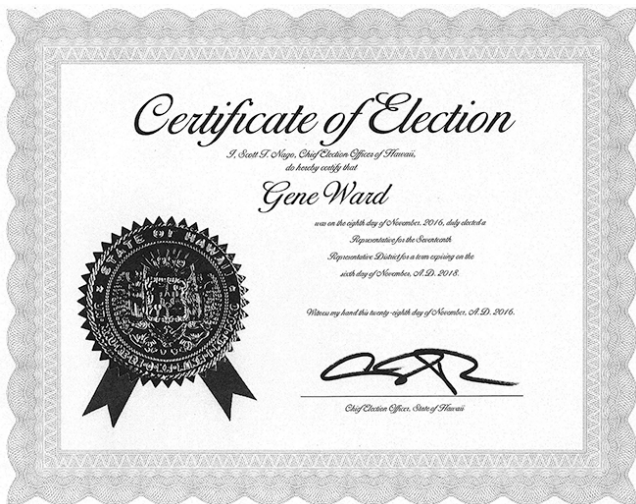 Certificate of Election
I, Scott T. Nago, Chief Election Officer of Hawaii,
do hereby certify that
Gene Ward
was on the eighth day of November, 2016, duly elected a
Representative for the Seventeenth
Representative District for a term expiring on the
sixth day of November, A.D. 2018.
Witness my hand this twenty-eighth day of November, A.D. 2016.
STATE OF HAWAII
Chief Election Officer, State of Hawaii